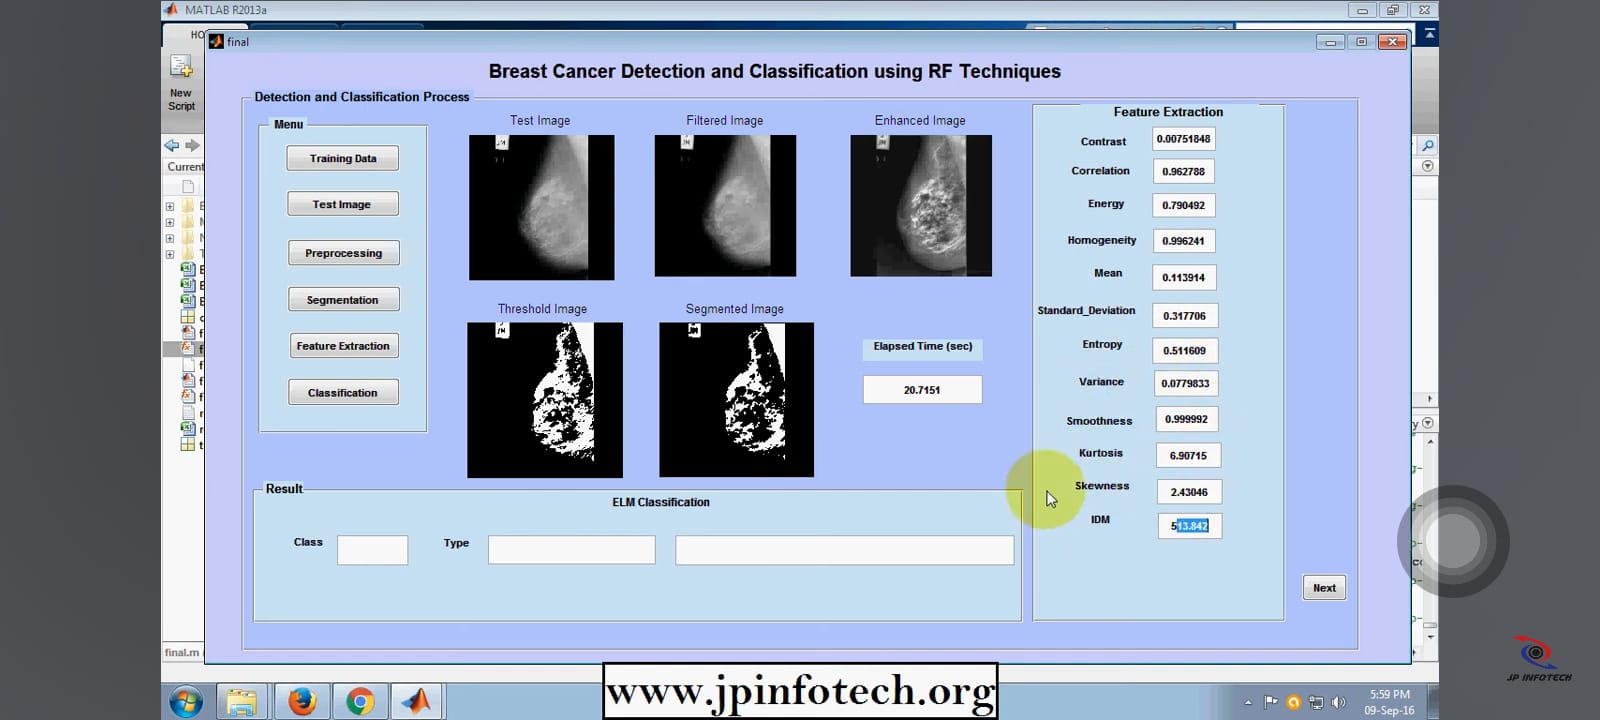 MATLAB R2013a
HO
final
New
Script
Current
Breast Cancer Detection and Classification using RF Techniques
Detection and Classification Process
Menu
Training Data
Test Image
Preprocessing
Segmentation
Feature Extraction
Classification
Test Image
Filtered Image
Enhanced Image
Threshold Image
Segmented Image
Elapsed Time (sec)
20.7151
Feature Extraction
Contrast 0.00751848
Correlation 0.962788
Energy 0.790492
Homogeneity 0.996241
Mean 0.113914
Standard_Deviation 0.317706
Entropy 0.511609
Variance 0.0779833
Smoothness 0.999992
Kurtosis 6.90715
Skewness 2.43046
IDM 513.842
Result
ELM Classification
Class
Type
Next
final.m
www.jpinfotech.org
JP INFOTECH
5:59 PM
09-Sep-16